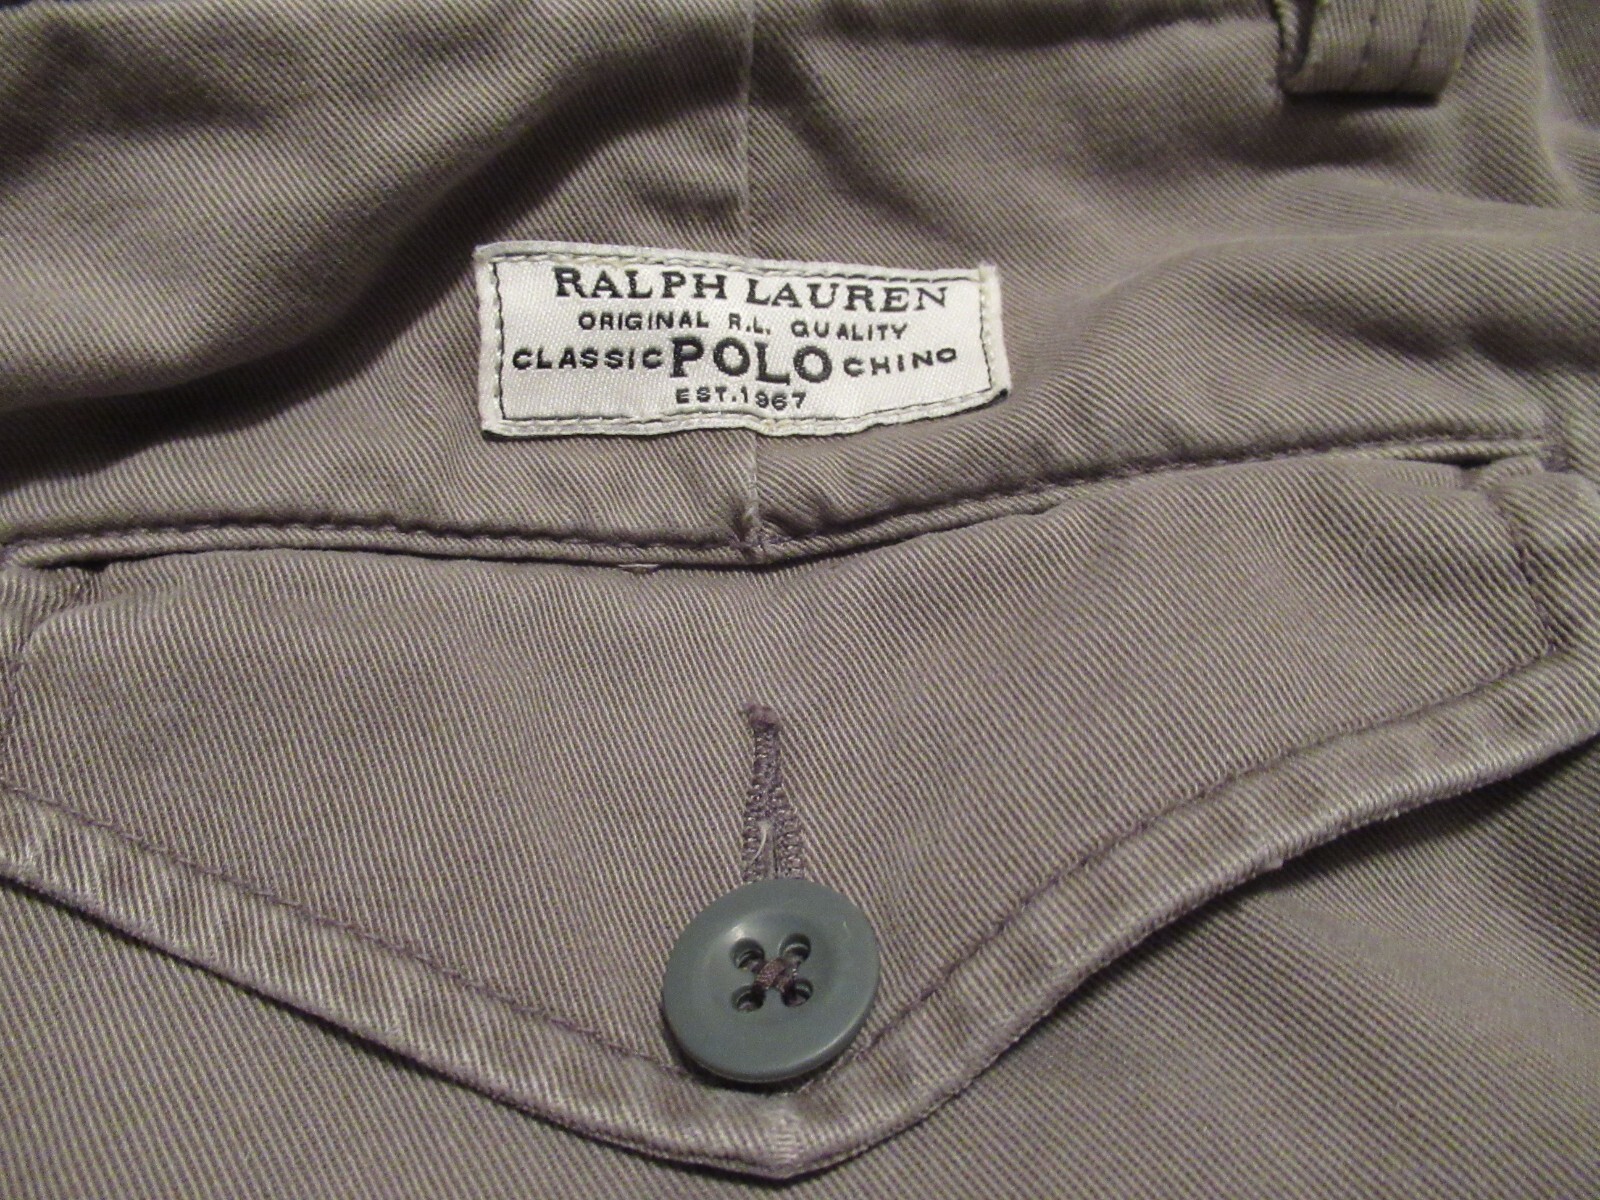 RALPH LAUREN
ORIGINAL R.L. QUALITY
CLASSIC POLO CHINO
EST. 1967